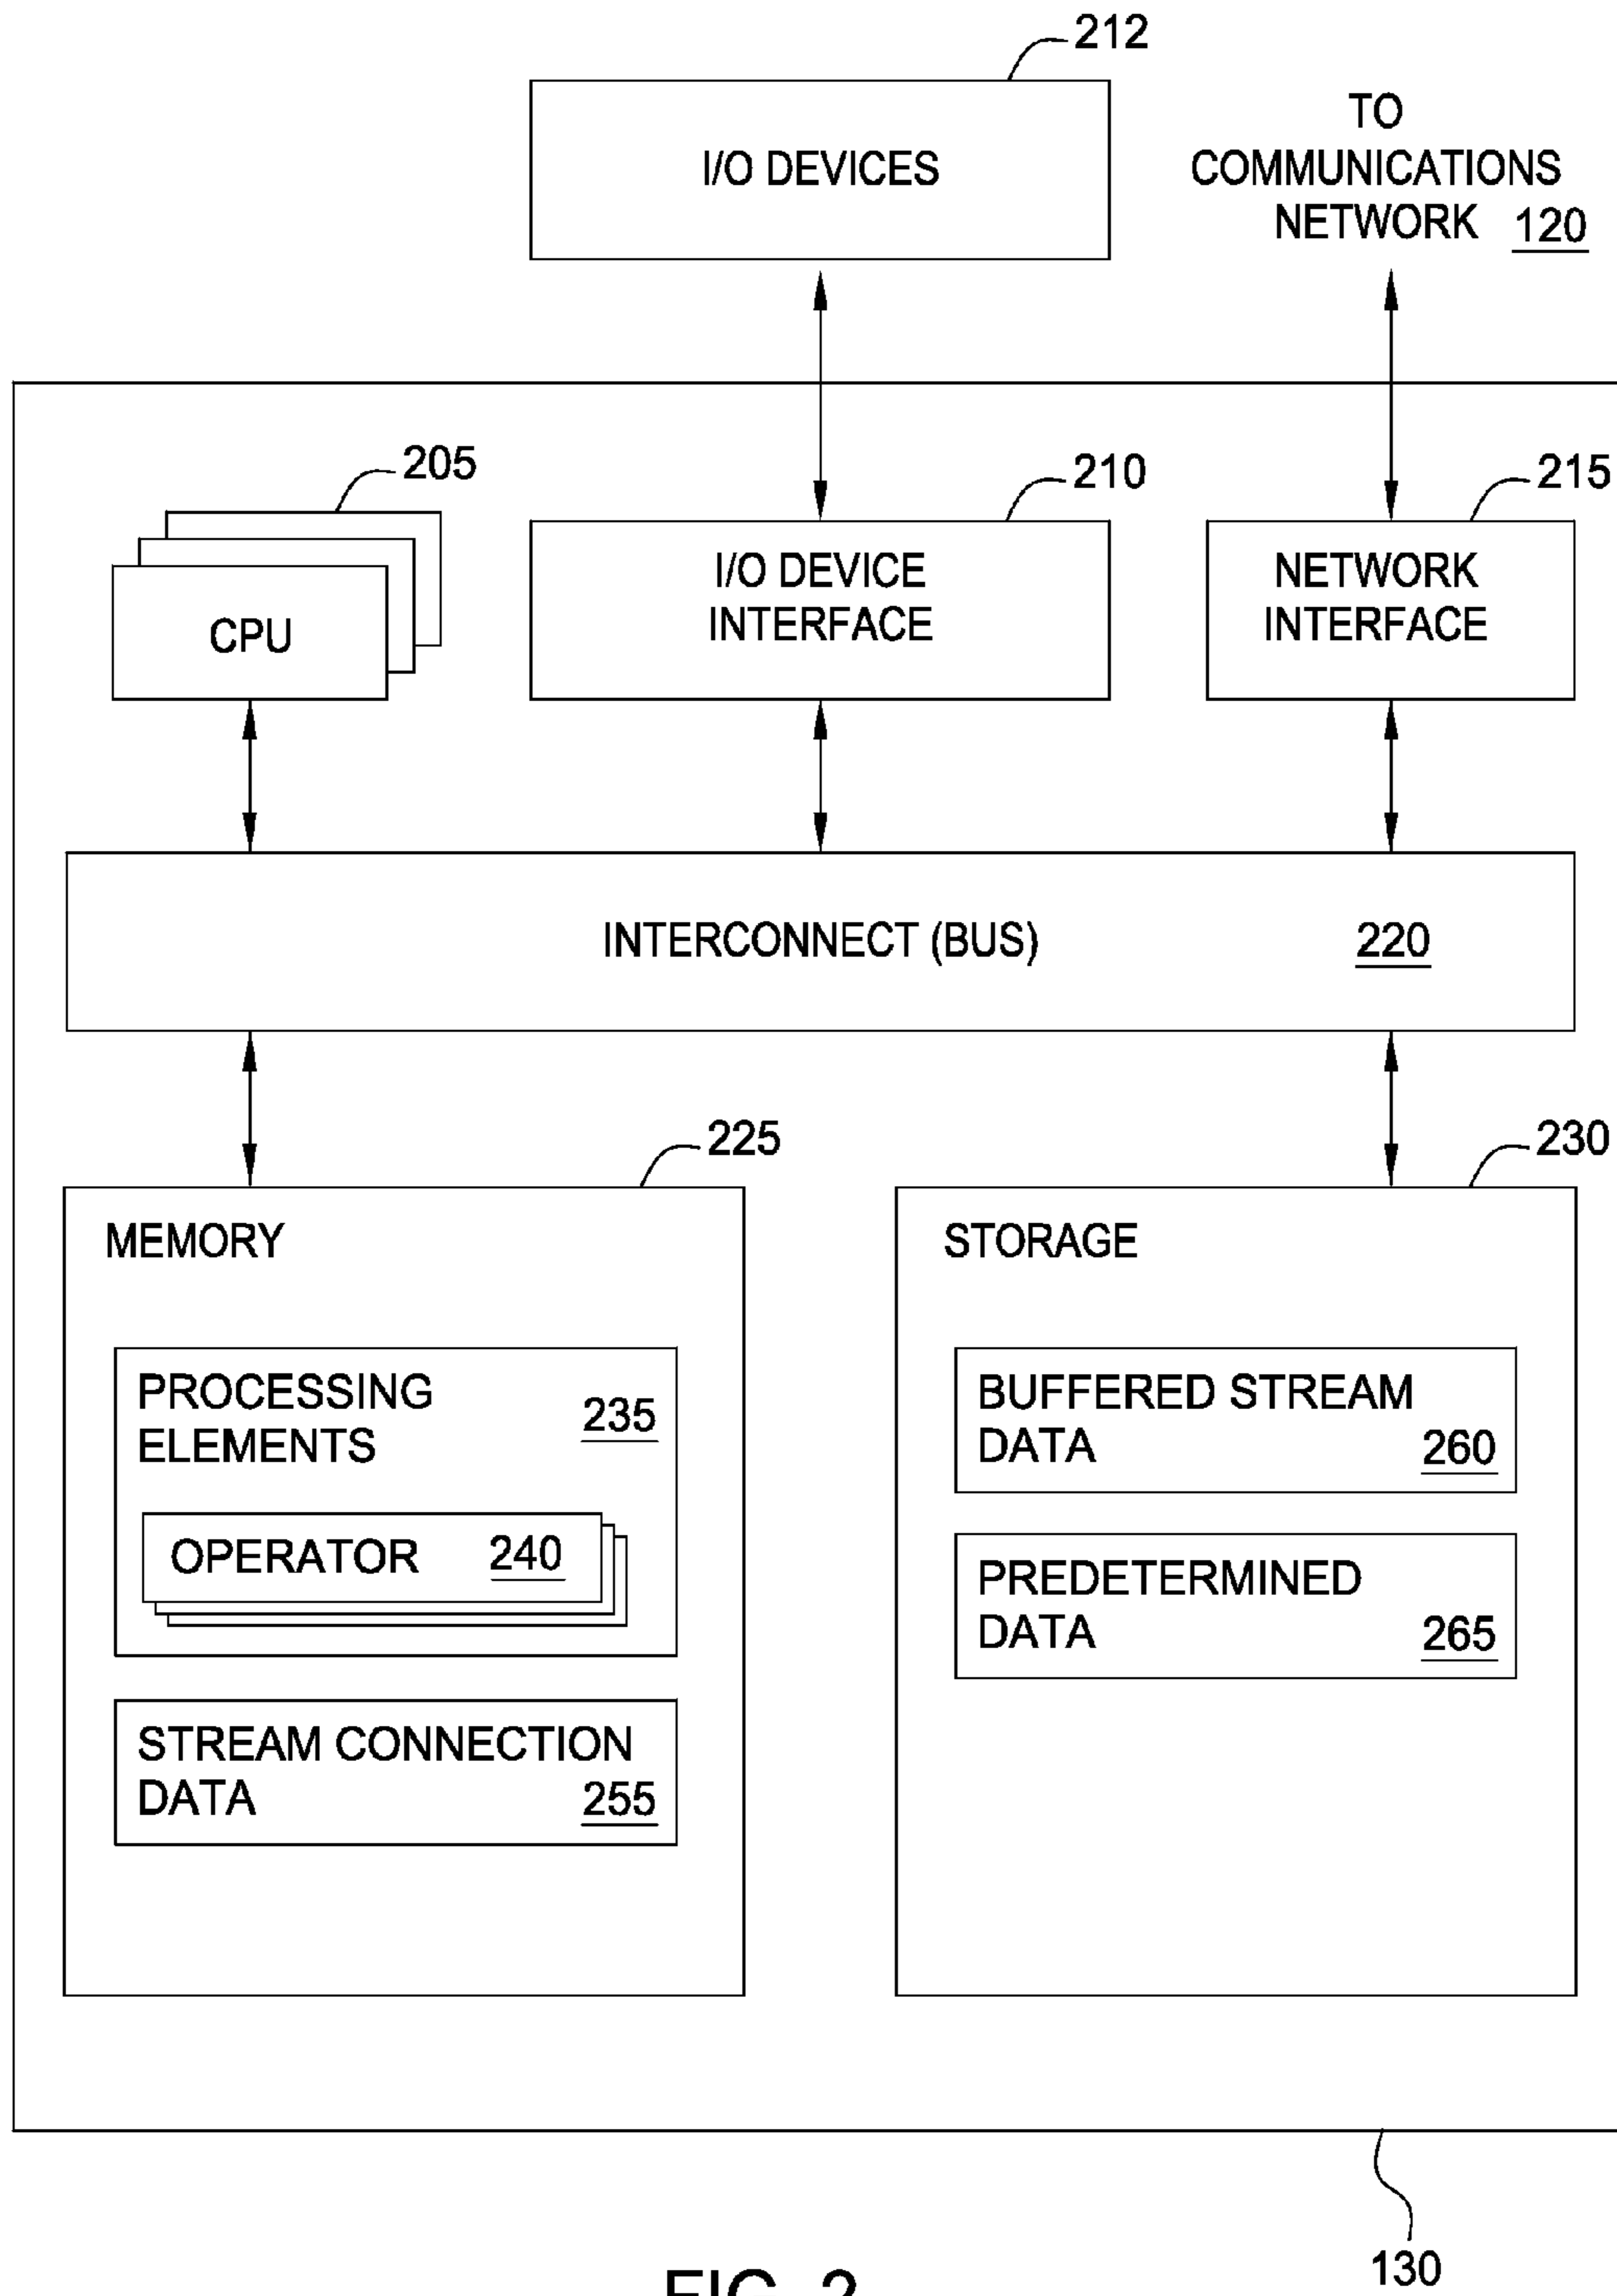 212
I/O DEVICES
TO
COMMUNICATIONS
NETWORK 120
205
210
215
CPU
I/O DEVICE
INTERFACE
NETWORK
INTERFACE
INTERCONNECT (BUS) 220
225
230
MEMORY
PROCESSING
ELEMENTS 235
OPERATOR 240
STREAM CONNECTION
DATA 255
STORAGE
BUFFERED STREAM
DATA 260
PREDETERMINED
DATA 265
130
FIG. 2